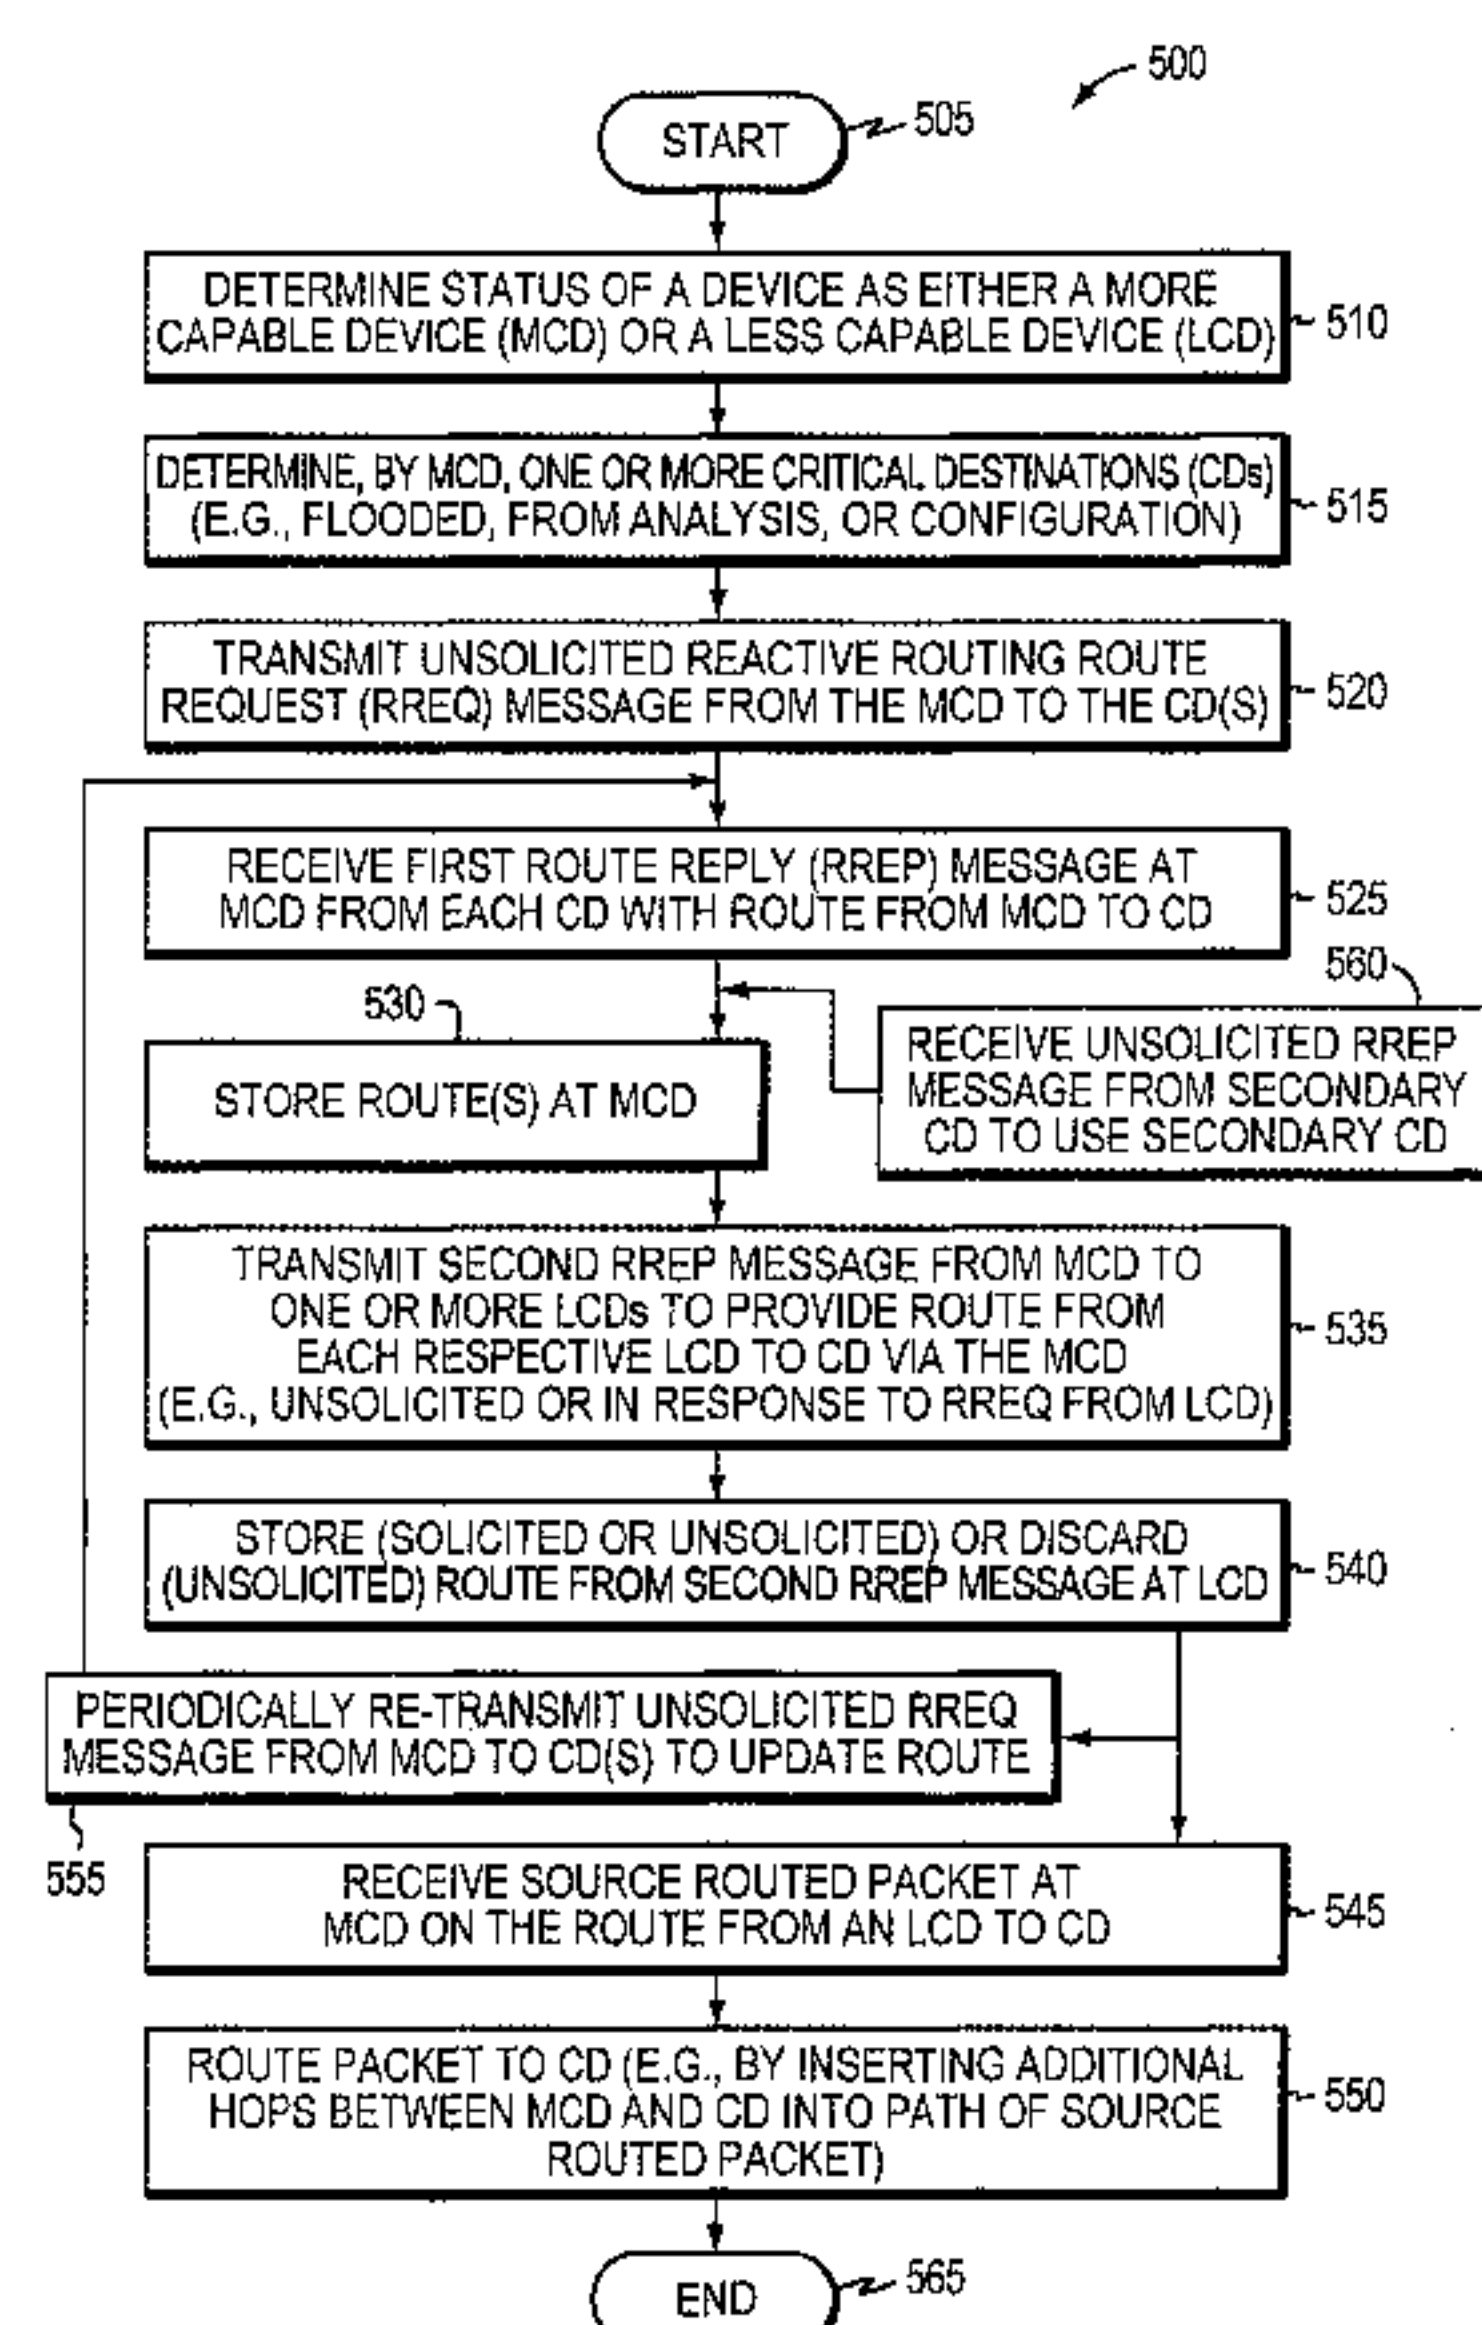 500
START
505
DETERMINE STATUS OF A DEVICE AS EITHER A MORE
CAPABLE DEVICE (MCD) OR A LESS CAPABLE DEVICE (LCD)
510
DETERMINE, BY MCD, ONE OR MORE CRITICAL DESTINATIONS (CDs)
(E.G., FLOODED, FROM ANALYSIS, OR CONFIGURATION)
515
TRANSMIT UNSOLICITED REACTIVE ROUTING ROUTE
REQUEST (RREQ) MESSAGE FROM THE MCD TO THE CD(S)
520
RECEIVE FIRST ROUTE REPLY (RREP) MESSAGE AT
MCD FROM EACH CD WITH ROUTE FROM MCD TO CD
525
530
STORE ROUTE(S) AT MCD
560
RECEIVE UNSOLICITED RREP
MESSAGE FROM SECONDARY
CD TO USE SECONDARY CD
TRANSMIT SECOND RREP MESSAGE FROM MCD TO
ONE OR MORE LCDs TO PROVIDE ROUTE FROM
EACH RESPECTIVE LCD TO CD VIA THE MCD
(E.G., UNSOLICITED OR IN RESPONSE TO RREQ FROM LCD)
535
STORE (SOLICITED OR UNSOLICITED) OR DISCARD
(UNSOLICITED) ROUTE FROM SECOND RREP MESSAGE AT LCD
540
PERIODICALLY RE-TRANSMIT UNSOLICITED RREQ
MESSAGE FROM MCD TO CD(S) TO UPDATE ROUTE
555
RECEIVE SOURCE ROUTED PACKET AT
MCD ON THE ROUTE FROM AN LCD TO CD
545
ROUTE PACKET TO CD (E.G., BY INSERTING ADDITIONAL
HOPS BETWEEN MCD AND CD INTO PATH OF SOURCE
ROUTED PACKET)
550
END
565